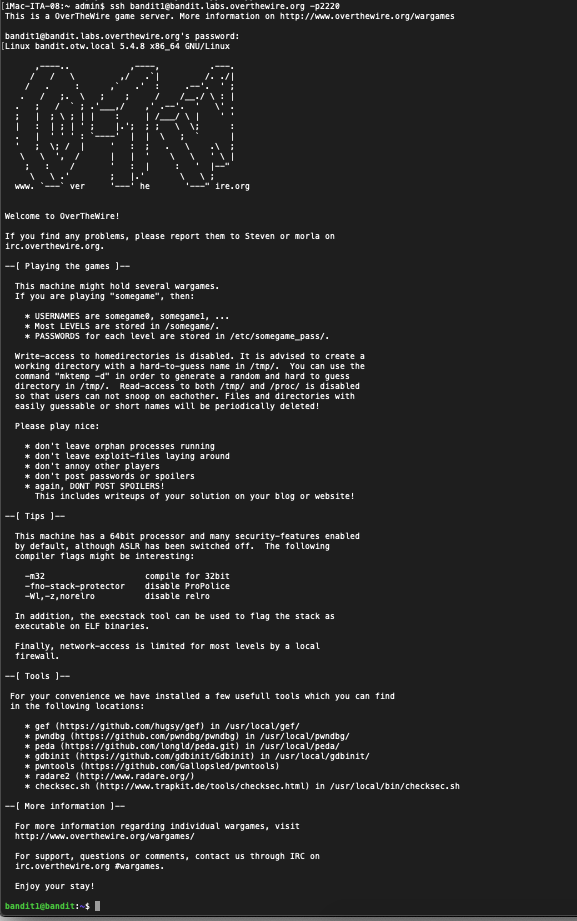 [iMac-ITA-08:~ admin$ ssh bandit1@bandit.labs.overthewire.org -p2220
This is a OverTheWire game server. More information on http://www.overthewire.org/wargames

bandit1@bandit.labs.overthewire.org's password:
[Linux bandit.otw.local 5.4.8 x86_64 GNU/Linux

www. `---` ver     '---' he       '---" ire.org

Welcome to OverTheWire!

If you find any problems, please report them to Steven or morla on
irc.overthewire.org.

--[ Playing the games ]--

  This machine might hold several wargames.
  If you are playing "somegame", then:

    * USERNAMES are somegame0, somegame1, ...
    * Most LEVELS are stored in /somegame/.
    * PASSWORDS for each level are stored in /etc/somegame_pass/.

  Write-access to homedirectories is disabled. It is advised to create a
  working directory with a hard-to-guess name in /tmp/.  You can use the
  command "mktemp -d" in order to generate a random and hard to guess
  directory in /tmp/.  Read-access to both /tmp/ and /proc/ is disabled
  so that users can not snoop on eachother. Files and directories with
  easily guessable or short names will be periodically deleted!

  Please play nice:

    * don't leave orphan processes running
    * don't leave exploit-files laying around
    * don't annoy other players
    * don't post passwords or spoilers
    * again, DONT POST SPOILERS!
      This includes writeups of your solution on your blog or website!

--[ Tips ]--

  This machine has a 64bit processor and many security-features enabled
  by default, although ASLR has been switched off.  The following
  compiler flags might be interesting:

    -m32                    compile for 32bit
    -fno-stack-protector    disable ProPolice
    -Wl,-z,norelro          disable relro

  In addition, the execstack tool can be used to flag the stack as
  executable on ELF binaries.

  Finally, network-access is limited for most levels by a local
  firewall.

--[ Tools ]--

 For your convenience we have installed a few usefull tools which you can find
 in the following locations:

    * gef (https://github.com/hugsy/gef) in /usr/local/gef/
    * pwndbg (https://github.com/pwndbg/pwndbg) in /usr/local/pwndbg/
    * peda (https://github.com/longld/peda.git) in /usr/local/peda/
    * gdbinit (https://github.com/gdbinit/Gdbinit) in /usr/local/gdbinit/
    * pwntools (https://github.com/Gallopsled/pwntools)
    * radare2 (http://www.radare.org/)
    * checksec.sh (http://www.trapkit.de/tools/checksec.html) in /usr/local/bin/checksec.sh

--[ More information ]--

  For more information regarding individual wargames, visit
  http://www.overthewire.org/wargames/

  For support, questions or comments, contact us through IRC on
  irc.overthewire.org #wargames.

  Enjoy your stay!

bandit1@bandit:~$